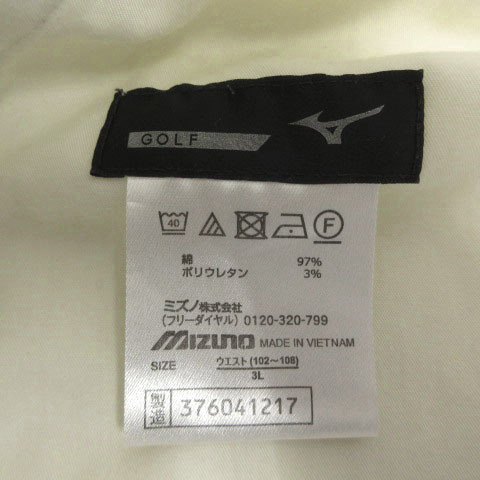 GOLF
40
F
綿 97%
ポリウレタン 3%
ミズノ株式会社
(フリーダイヤル) 0120-320-799
MIZUNO MADE IN VIETNAM
SIZE ウエスト(102～108)
3L
製造 376041217